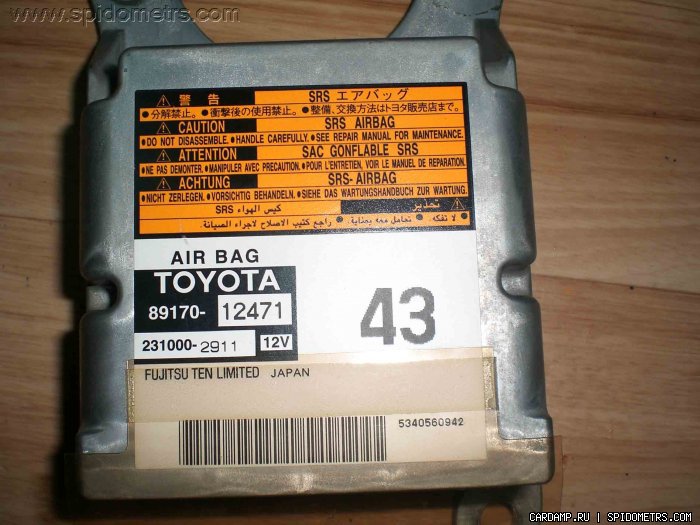 www.spidometrs.com
⚠ 警告 SRS エアバッグ
●分解禁止。●衝撃後の使用禁止。●整備、交換方法はトヨタ販売店まで。
⚠ CAUTION SRS AIRBAG
●DO NOT DISASSEMBLE. ●HANDLE CAREFULLY. ●SEE REPAIR MANUAL FOR MAINTENANCE.
⚠ ATTENTION SAC GONFLABLE SRS
●NE PAS DEMONTER. ●MANIPULER AVEC PRECAUTION. ●POUR L'ENTRETIEN, VOIR LE MANUEL DE REPARATION.
⚠ ACHTUNG SRS-AIRBAG
●NICHT ZERLEGEN. ●VORSICHTIG BEHANDELN. ●SIEHE DAS WARTUNGSHANDBUCH ZUR WARTUNG.
⚠ تحذير كيس الهواء SRS
● لا تفكه. ● تعامل معه بعناية. ● راجع كتيب الاصلاح لاجراء الصيانة.
AIR BAG
TOYOTA
89170- 12471
43
231000-2911 12V
FUJITSU TEN LIMITED JAPAN
5340560942
CARDAMP.RU | SPIDOMETRS.COM